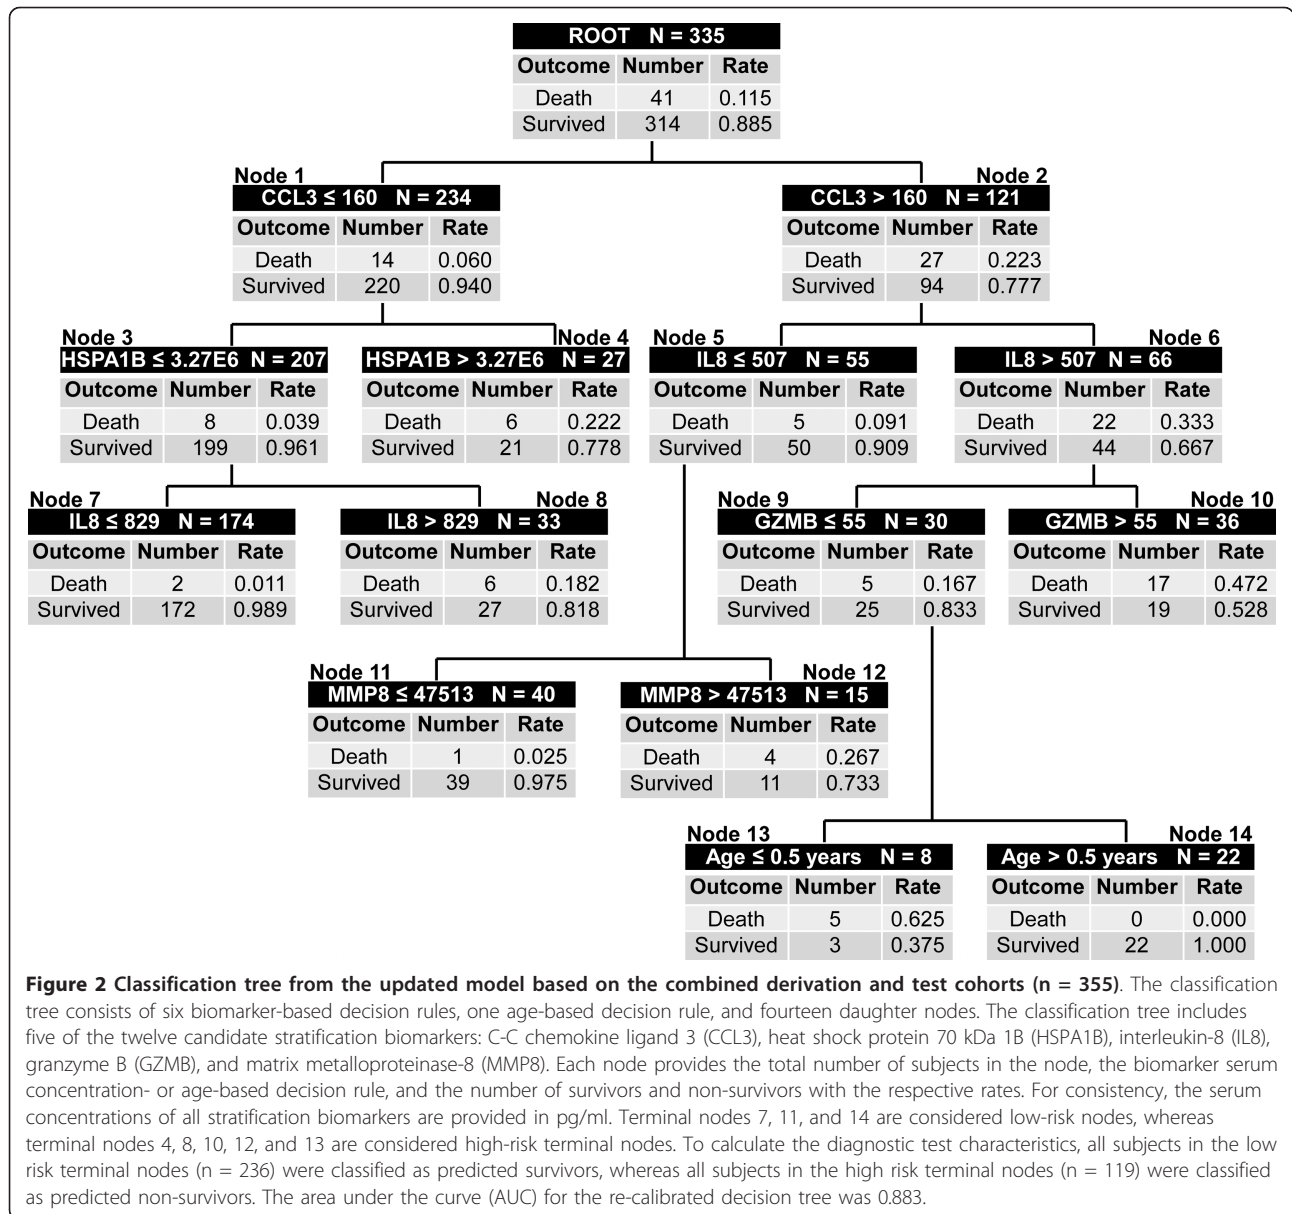 ROOT N = 335
Outcome Number Rate
Death 41 0.115
Survived 314 0.885
Node 1
CCL3 ≤ 160 N = 234
Outcome Number Rate
Death 14 0.060
Survived 220 0.940
Node 2
CCL3 > 160 N = 121
Outcome Number Rate
Death 27 0.223
Survived 94 0.777
Node 3
HSPA1B ≤ 3.27E6 N = 207
Outcome Number Rate
Death 8 0.039
Survived 199 0.961
Node 4
HSPA1B > 3.27E6 N = 27
Outcome Number Rate
Death 6 0.222
Survived 21 0.778
Node 5
IL8 ≤ 507 N = 55
Outcome Number Rate
Death 5 0.091
Survived 50 0.909
Node 6
IL8 > 507 N = 66
Outcome Number Rate
Death 22 0.333
Survived 44 0.667
Node 7
IL8 ≤ 829 N = 174
Outcome Number Rate
Death 2 0.011
Survived 172 0.989
Node 8
IL8 > 829 N = 33
Outcome Number Rate
Death 6 0.182
Survived 27 0.818
Node 9
GZMB ≤ 55 N = 30
Outcome Number Rate
Death 5 0.167
Survived 25 0.833
Node 10
GZMB > 55 N = 36
Outcome Number Rate
Death 17 0.472
Survived 19 0.528
Node 11
MMP8 ≤ 47513 N = 40
Outcome Number Rate
Death 1 0.025
Survived 39 0.975
Node 12
MMP8 > 47513 N = 15
Outcome Number Rate
Death 4 0.267
Survived 11 0.733
Node 13
Age ≤ 0.5 years N = 8
Outcome Number Rate
Death 5 0.625
Survived 3 0.375
Node 14
Age > 0.5 years N = 22
Outcome Number Rate
Death 0 0.000
Survived 22 1.000
Figure 2 Classification tree from the updated model based on the combined derivation and test cohorts (n = 355). The classification
tree consists of six biomarker-based decision rules, one age-based decision rule, and fourteen daughter nodes. The classification tree includes
five of the twelve candidate stratification biomarkers: C-C chemokine ligand 3 (CCL3), heat shock protein 70 kDa 1B (HSPA1B), interleukin-8 (IL8),
granzyme B (GZMB), and matrix metalloproteinase-8 (MMP8). Each node provides the total number of subjects in the node, the biomarker serum
concentration- or age-based decision rule, and the number of survivors and non-survivors with the respective rates. For consistency, the serum
concentrations of all stratification biomarkers are provided in pg/ml. Terminal nodes 7, 11, and 14 are considered low-risk nodes, whereas
terminal nodes 4, 8, 10, 12, and 13 are considered high-risk terminal nodes. To calculate the diagnostic test characteristics, all subjects in the low
risk terminal nodes (n = 236) were classified as predicted survivors, whereas all subjects in the high risk terminal nodes (n = 119) were classified
as predicted non-survivors. The area under the curve (AUC) for the re-calibrated decision tree was 0.883.